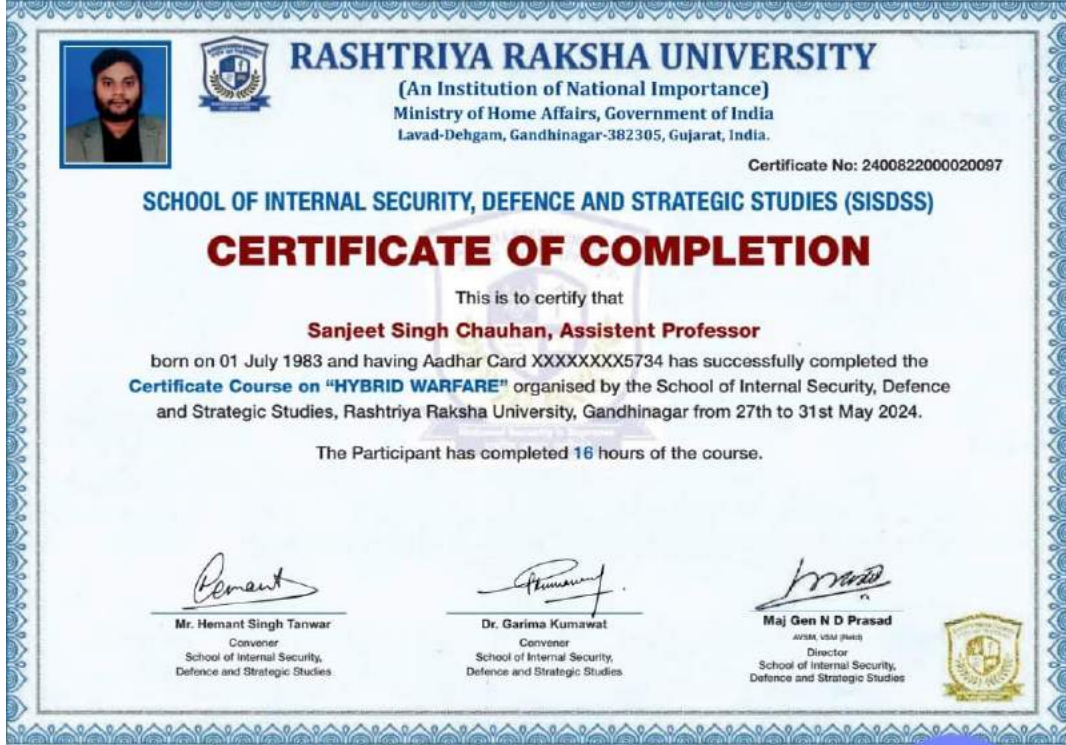 RASHTRIYA RAKSHA UNIVERSITY
(An Institution of National Importance)
Ministry of Home Affairs, Government of India
Lavad-Dehgam, Gandhinagar-382305, Gujarat, India.
Certificate No: 2400822000020097
SCHOOL OF INTERNAL SECURITY, DEFENCE AND STRATEGIC STUDIES (SISDSS)
CERTIFICATE OF COMPLETION
This is to certify that
Sanjeet Singh Chauhan, Assistent Professor
born on 01 July 1983 and having Aadhar Card XXXXXXXX5734 has successfully completed the
Certificate Course on “HYBRID WARFARE” organised by the School of Internal Security, Defence
and Strategic Studies, Rashtriya Raksha University, Gandhinagar from 27th to 31st May 2024.
The Participant has completed 16 hours of the course.
Mr. Hemant Singh Tanwar
Convener
School of Internal Security,
Defence and Strategic Studies
Dr. Garima Kumawat
Convener
School of Internal Security,
Defence and Strategic Studies
Maj Gen N D Prasad
AVSM, VSM (Retd)
Director
School of Internal Security,
Defence and Strategic Studies